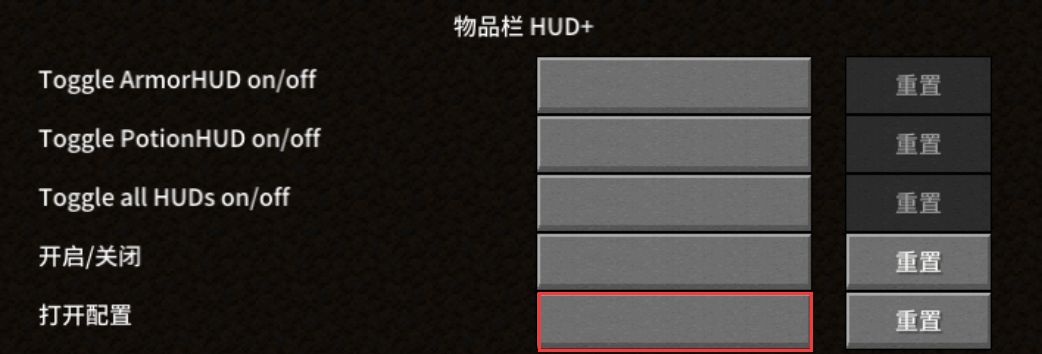 物品栏 HUD+
Toggle ArmorHUD on/off 重置
Toggle PotionHUD on/off 重置
Toggle all HUDs on/off 重置
开启/关闭 重置
打开配置 重置